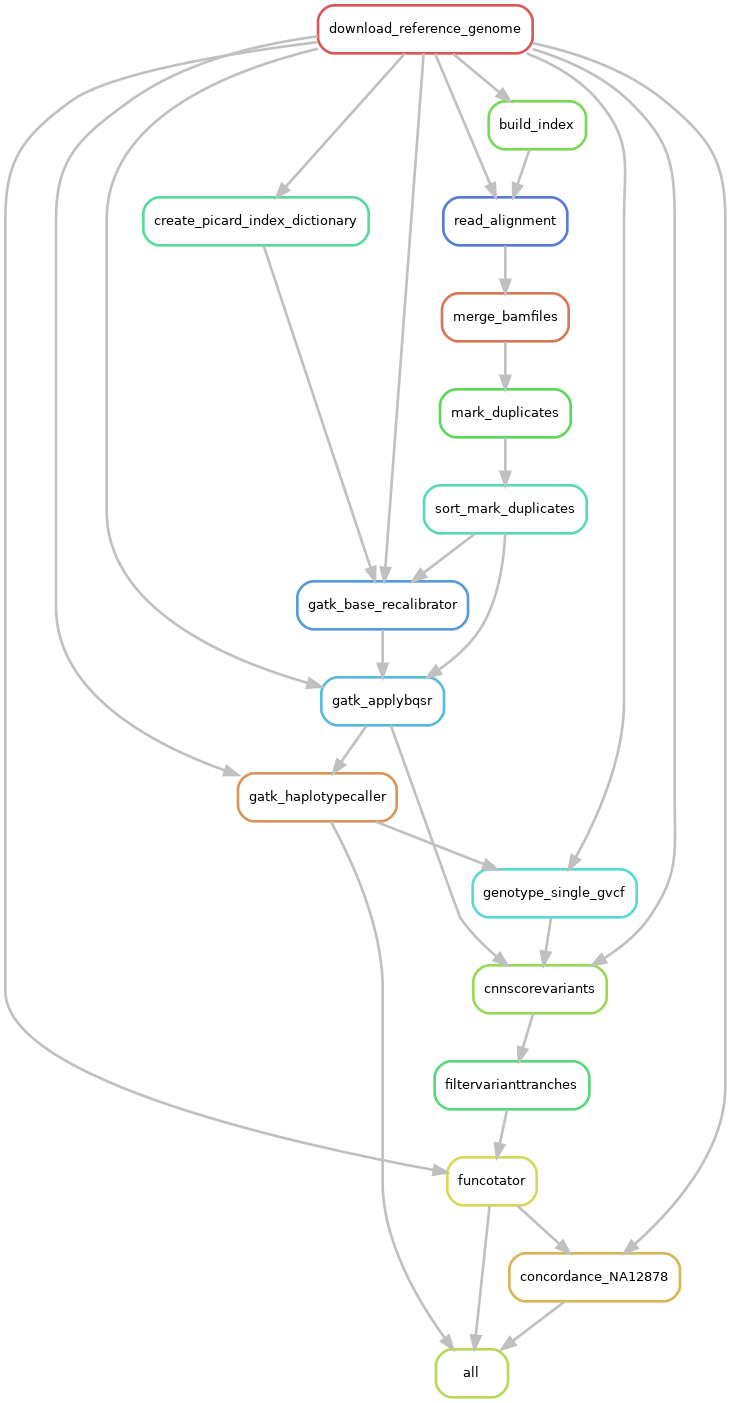 download_reference_genome
build_index
create_picard_index_dictionary
read_alignment
merge_bamfiles
mark_duplicates
sort_mark_duplicates
gatk_base_recalibrator
gatk_applybqsr
gatk_haplotypecaller
genotype_single_gvcf
cnnscorevariants
filtervarianttranches
funcotator
concordance_NA12878
all